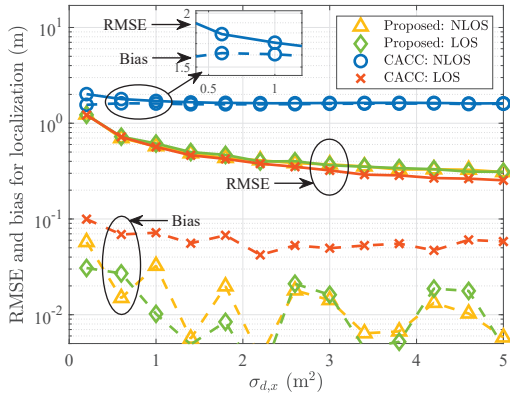 RMSE and bias for localization (m)
10^1
10^0
10^-1
10^-2
0
1
2
3
4
5
σ_{d,x} (m²)
RMSE
Bias
2
1.5
0.5
1
Proposed: NLOS
Proposed: LOS
CACC: NLOS
CACC: LOS
RMSE
Bias